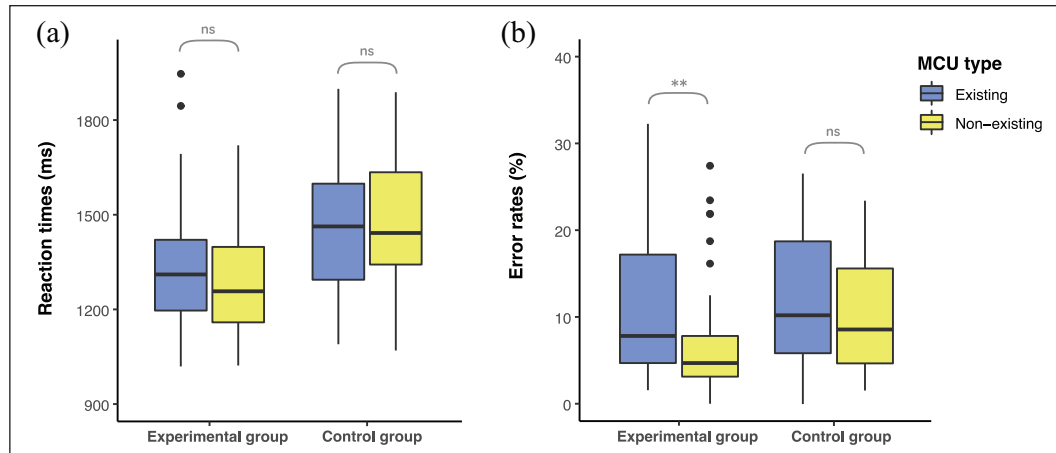 (a)
ns
ns
Reaction times (ms)
1800
1500
1200
900
Experimental group
Control group
(b)
**
ns
Error rates (%)
40
30
20
10
0
Experimental group
Control group
MCU type
Existing
Non−existing